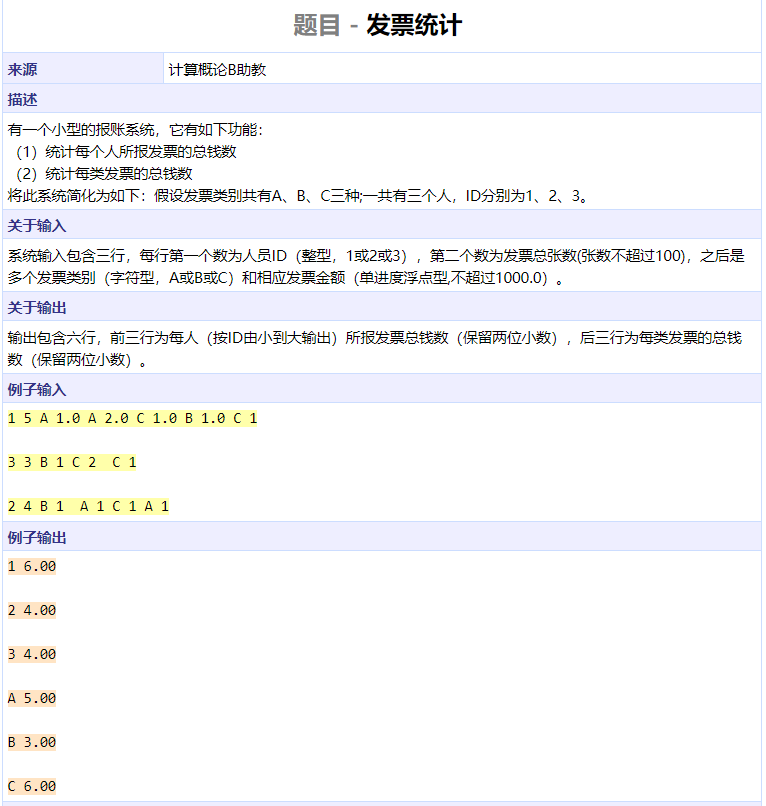 题目 - 发票统计
来源 计算概论B助教
描述
有一个小型的报账系统，它有如下功能：
（1）统计每个人所报发票的总钱数
（2）统计每类发票的总钱数
将此系统简化为如下：假设发票类别共有A、B、C三种;一共有三个人，ID分别为1、2、3。
关于输入
系统输入包含三行，每行第一个数为人员ID（整型，1或2或3），第二个数为发票总张数(张数不超过100)，之后是
多个发票类别（字符型，A或B或C）和相应发票金额（单进度浮点型,不超过1000.0）。
关于输出
输出包含六行，前三行为每人（按ID由小到大输出）所报发票总钱数（保留两位小数），后三行为每类发票的总钱
数（保留两位小数）。
例子输入
1 5 A 1.0 A 2.0 C 1.0 B 1.0 C 1
3 3 B 1 C 2  C 1
2 4 B 1  A 1 C 1 A 1
例子输出
1 6.00
2 4.00
3 4.00
A 5.00
B 3.00
C 6.00